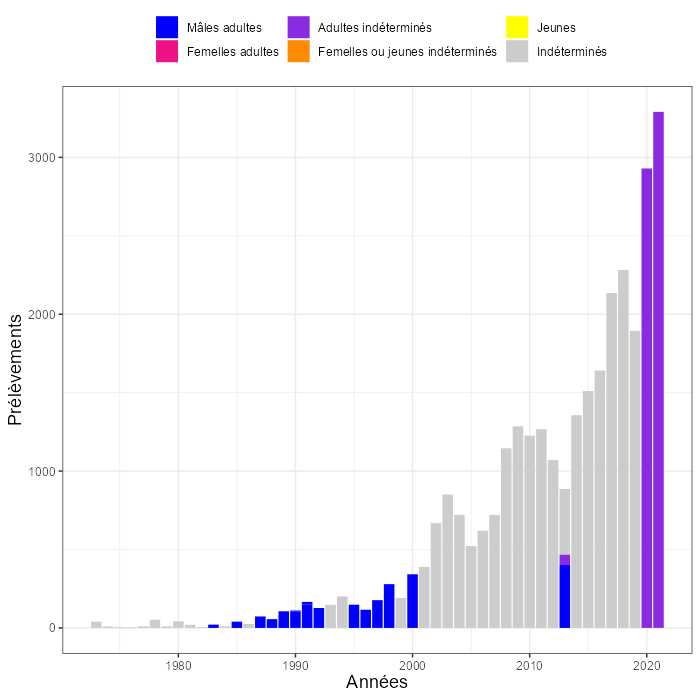 Mâles adultes
Adultes indéterminés
Jeunes
Femelles adultes
Femelles ou jeunes indéterminés
Indéterminés
Prélèvements
3000
2000
1000
0
1980
1990
2000
2010
2020
Années